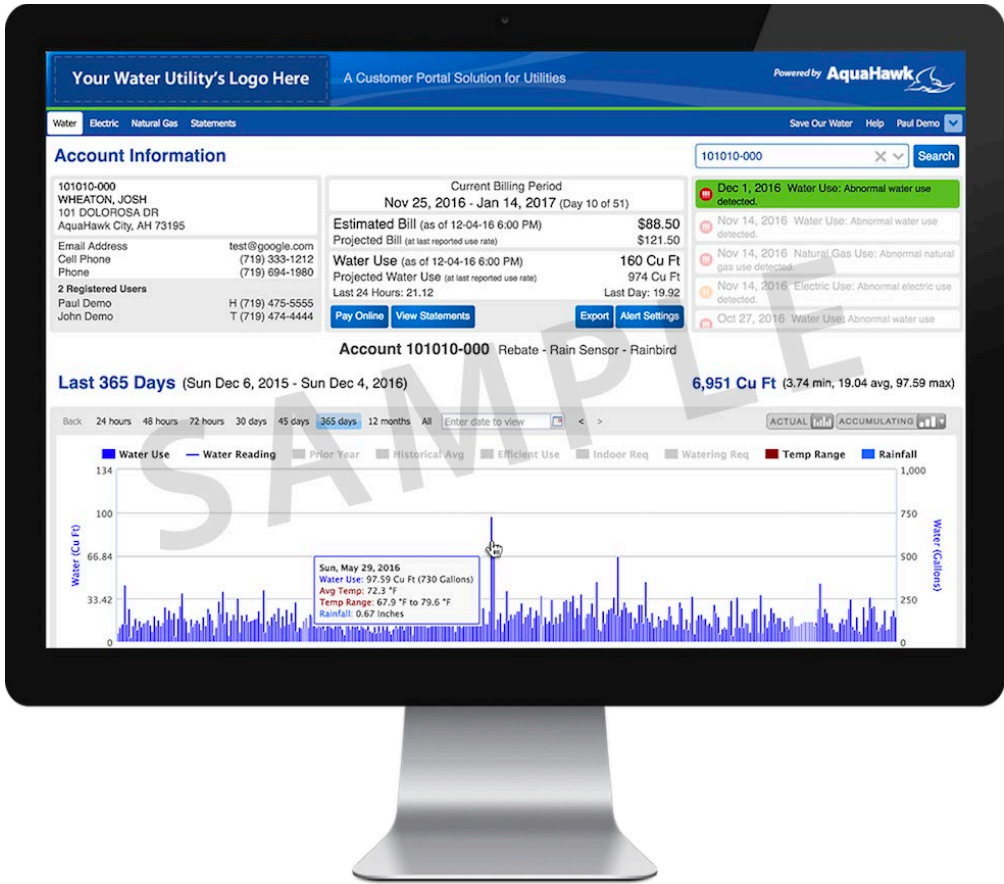 Your Water Utility's Logo Here
A Customer Portal Solution for Utilities
Powered by AquaHawk
Water Electric Natural Gas Statements
Save Our Water Help Paul Demo
Account Information
101010-000
Search
101010-000
WHEATON, JOSH
101 DOLOROSA DR
AquaHawk City, AH 73195
Email Address test@google.com
Cell Phone (719) 333-1212
Phone (719) 694-1980
2 Registered Users
Paul Demo H (719) 475-5555
John Demo T (719) 474-4444
Current Billing Period
Nov 25, 2016 - Jan 14, 2017 (Day 10 of 51)
Estimated Bill (as of 12-04-16 6:00 PM) $88.50
Projected Bill (at last reported use rate) $121.50
Water Use (as of 12-04-16 6:00 PM) 160 Cu Ft
Projected Water Use (at last reported use rate) 974 Cu Ft
Last 24 Hours: 21.12 Last Day: 19.92
Pay Online View Statements Export Alert Settings
Dec 1, 2016 Water Use: Abnormal water use
detected.
Nov 14, 2016 Water Use: Abnormal water use
detected.
Nov 14, 2016 Natural Gas Use: Abnormal natural
gas use detected.
Nov 14, 2016 Electric Use: Abnormal electric use
detected.
Oct 27, 2016 Water Use: Abnormal water use
Account 101010-000 Rebate - Rain Sensor - Rainbird
Last 365 Days (Sun Dec 6, 2015 - Sun Dec 4, 2016)
6,951 Cu Ft (3.74 min, 19.04 avg, 97.59 max)
Back 24 hours 48 hours 72 hours 30 days 45 days 365 days 12 months All Enter date to view < >
ACTUAL ACCUMULATING
Water Use Water Reading Prior Year Historical Avg Efficient Use Indoor Req Watering Req Temp Range Rainfall
134
100
66.84
33.42
0
Water (Cu Ft)
1,000
750
500
250
0
Water (Gallons)
Sun, May 29, 2016
Water Use: 97.59 Cu Ft (730 Gallons)
Avg Temp: 72.3 °F
Temp Range: 67.9 °F to 79.6 °F
Rainfall: 0.67 Inches
SAMPLE